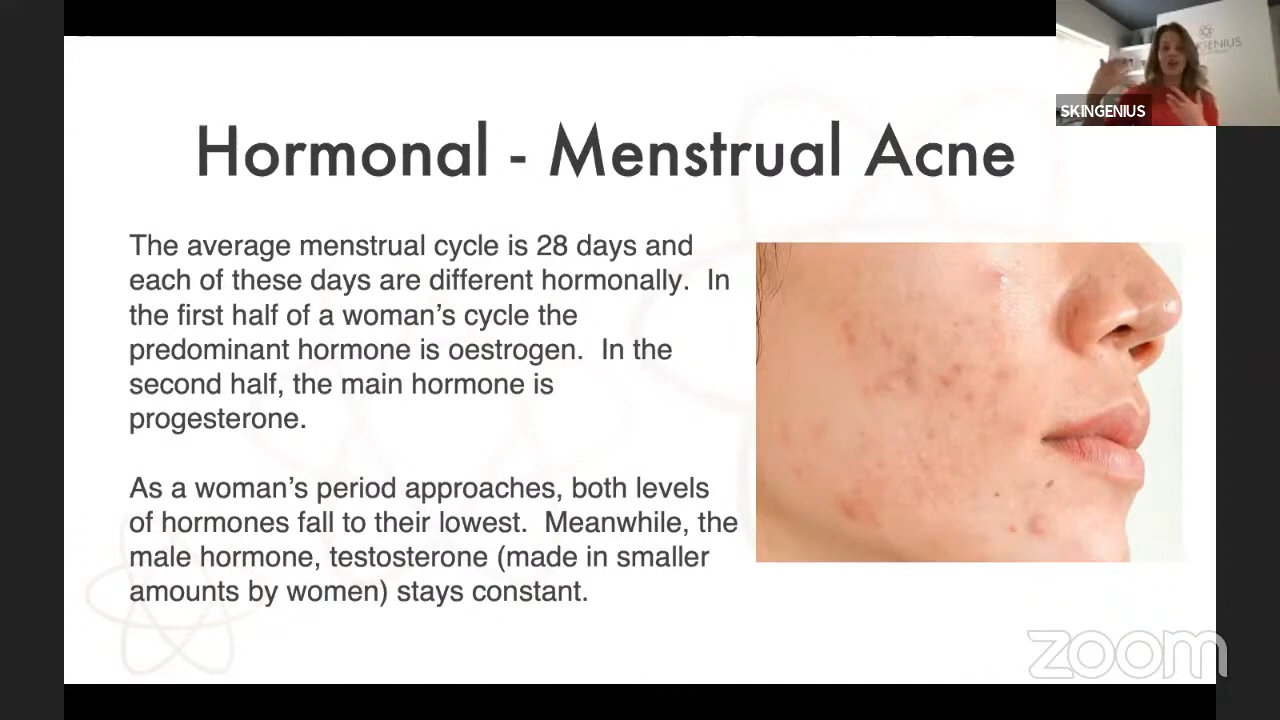 Hormonal - Menstrual Acne
The average menstrual cycle is 28 days and
each of these days are different hormonally.  In
the first half of a woman’s cycle the
predominant hormone is oestrogen.  In the
second half, the main hormone is
progesterone.
As a woman’s period approaches, both levels
of hormones fall to their lowest.  Meanwhile, the
male hormone, testosterone (made in smaller
amounts by women) stays constant.
SKINGENIUS
zoom